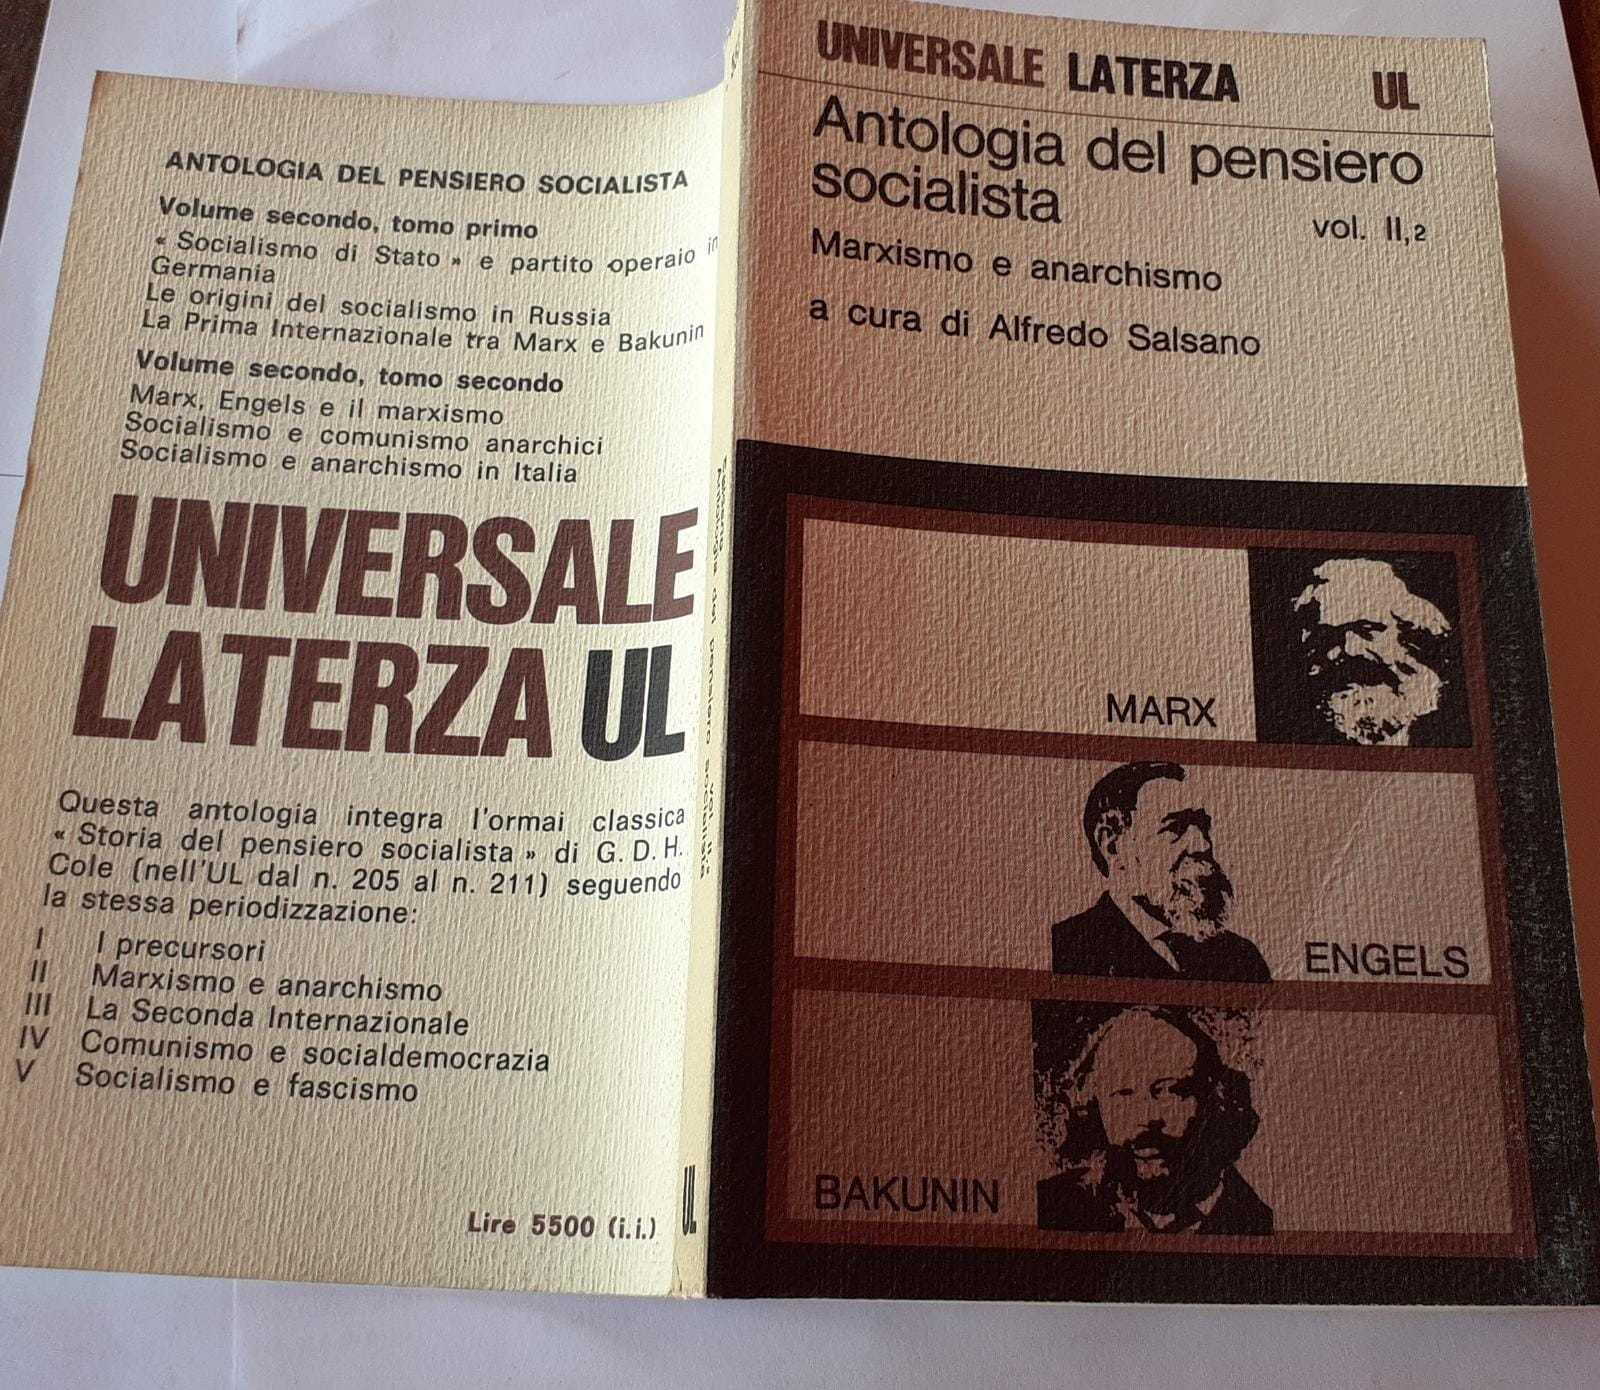 ANTOLOGIA DEL PENSIERO SOCIALISTA
Volume secondo, tomo primo
« Socialismo di Stato » e partito operaio in
Germania
Le origini del socialismo in Russia
La Prima Internazionale tra Marx e Bakunin
Volume secondo, tomo secondo
Marx, Engels e il marxismo
Socialismo e comunismo anarchici
Socialismo e anarchismo in Italia
UNIVERSALE
LATERZA UL
Questa antologia integra l'ormai classica
« Storia del pensiero socialista » di G. D. H.
Cole (nell'UL dal n. 205 al n. 211) seguendo
la stessa periodizzazione:
I I precursori
II Marxismo e anarchismo
III La Seconda Internazionale
IV Comunismo e socialdemocrazia
V Socialismo e fascismo
Lire 5500 (i.i.)
UL
UNIVERSALE LATERZA UL
Antologia del pensiero
socialista
vol. II,2
Marxismo e anarchismo
a cura di Alfredo Salsano
MARX
ENGELS
BAKUNIN